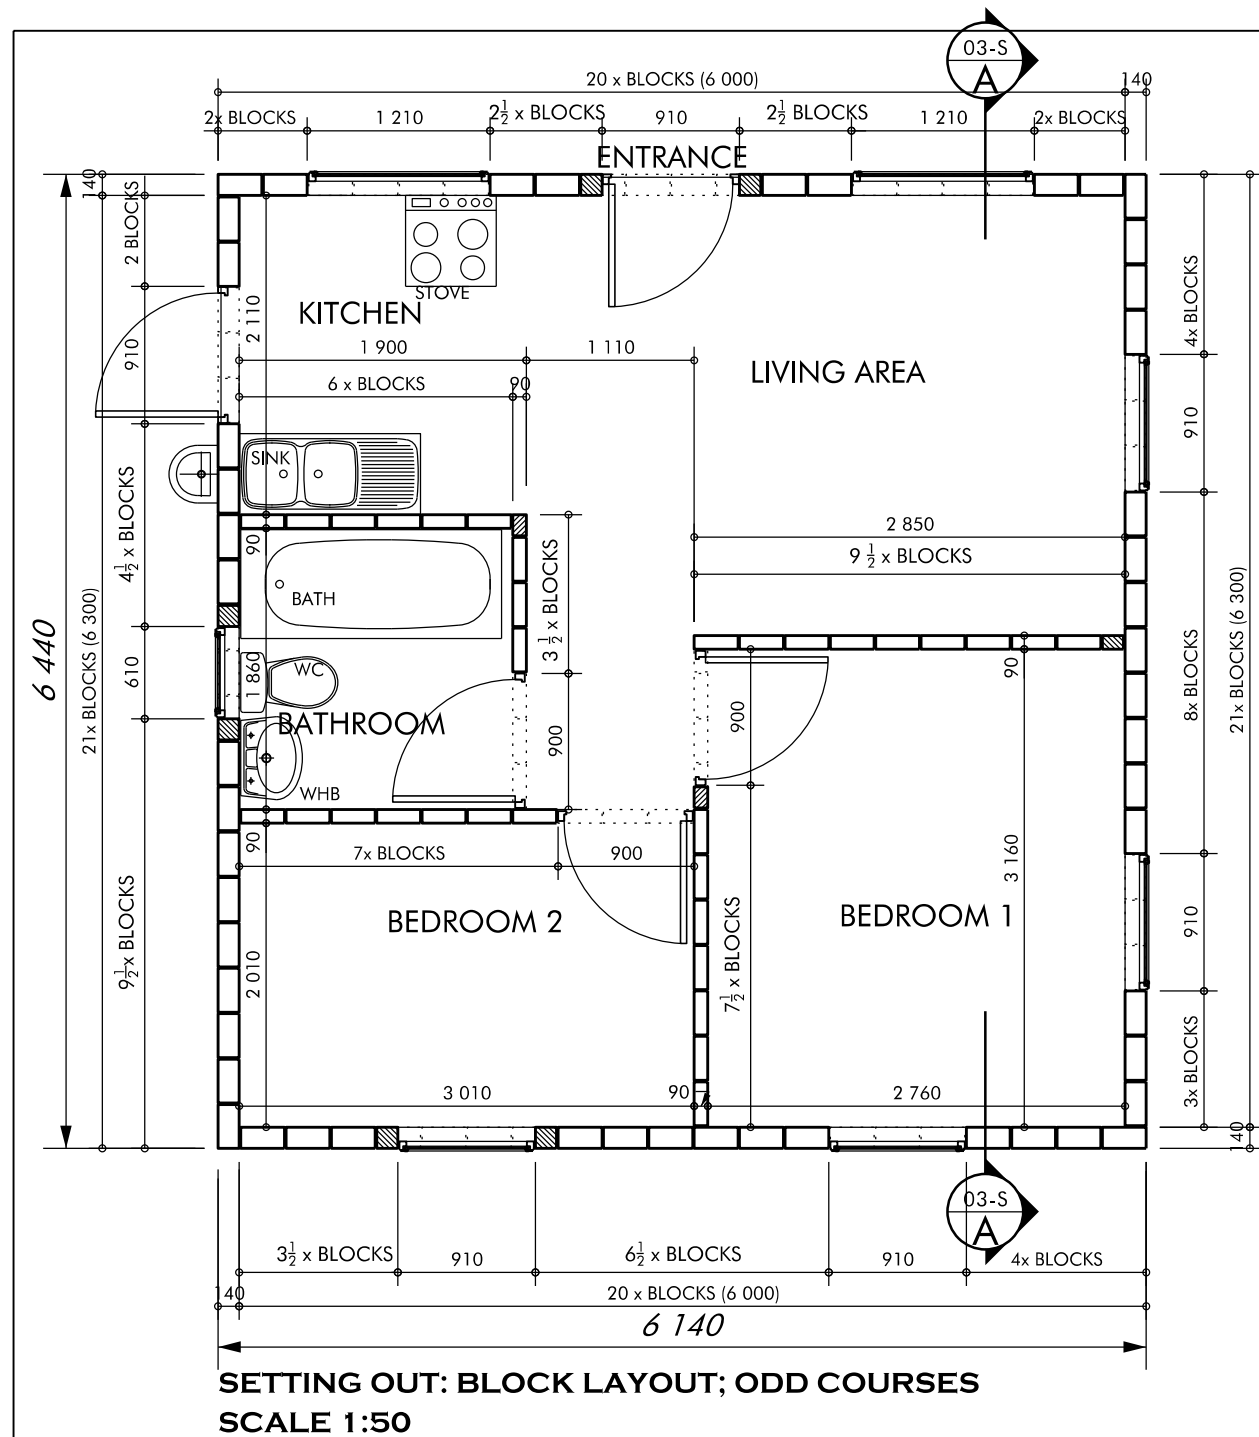 03-S
A
20 x BLOCKS (6 000)
140
2x BLOCKS
1 210
2½ x BLOCKS
910
2½ x BLOCKS
1 210
2x BLOCKS
ENTRANCE
140
2 BLOCKS
910
4½ x BLOCKS
610
9½ x BLOCKS
21x BLOCKS (6 300)
6 440
STOVE
KITCHEN
2 110
1 900
1 110
6 x BLOCKS
90
LIVING AREA
SINK
2 850
9 ½ x BLOCKS
90
BATH
3 ½ x BLOCKS
WC
1 860
BATHROOM
WHB
900
900
90
90
7x BLOCKS
900
BEDROOM 2
BEDROOM 1
3 160
2 010
7½ x BLOCKS
3 010
90
2 760
4x BLOCKS
910
8x BLOCKS
910
3x BLOCKS
21x BLOCKS (6 300)
140
03-S
A
3½ x BLOCKS
910
6½ x BLOCKS
910
4x BLOCKS
140
20 x BLOCKS (6 000)
6 140
SETTING OUT: BLOCK LAYOUT; ODD COURSES
SCALE 1:50